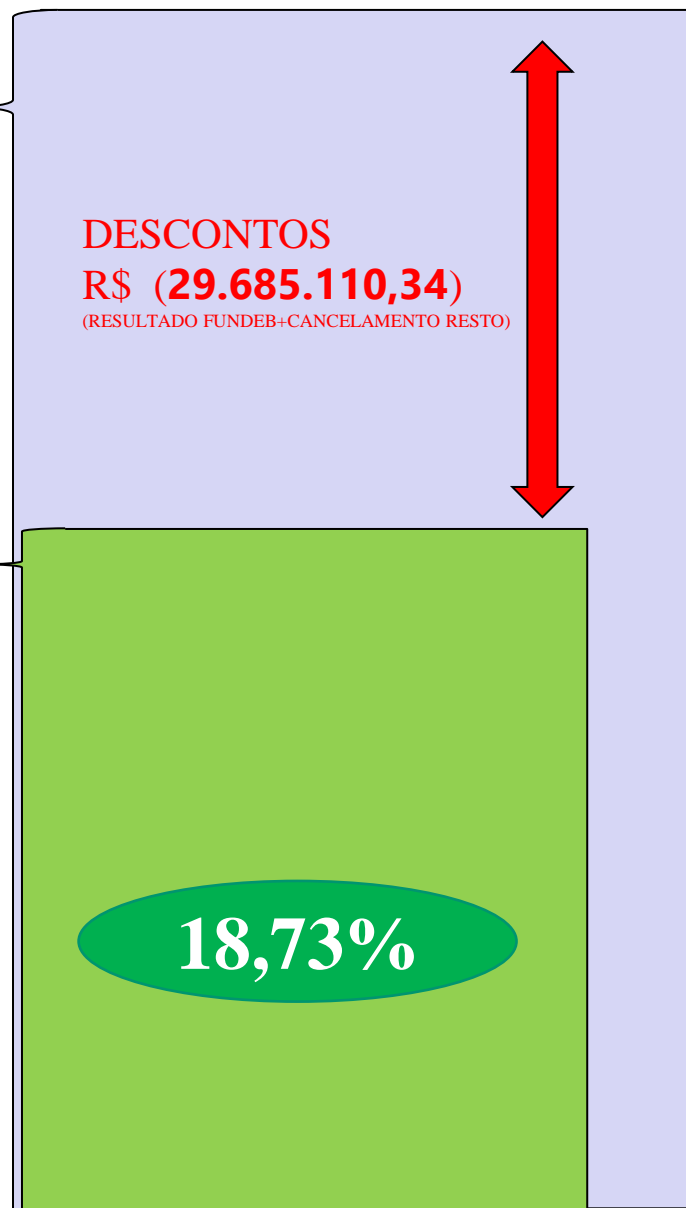 DESCONTOS
R$ (29.685.110,34)
(RESULTADO FUNDEB+CANCELAMENTO RESTO)
18,73%